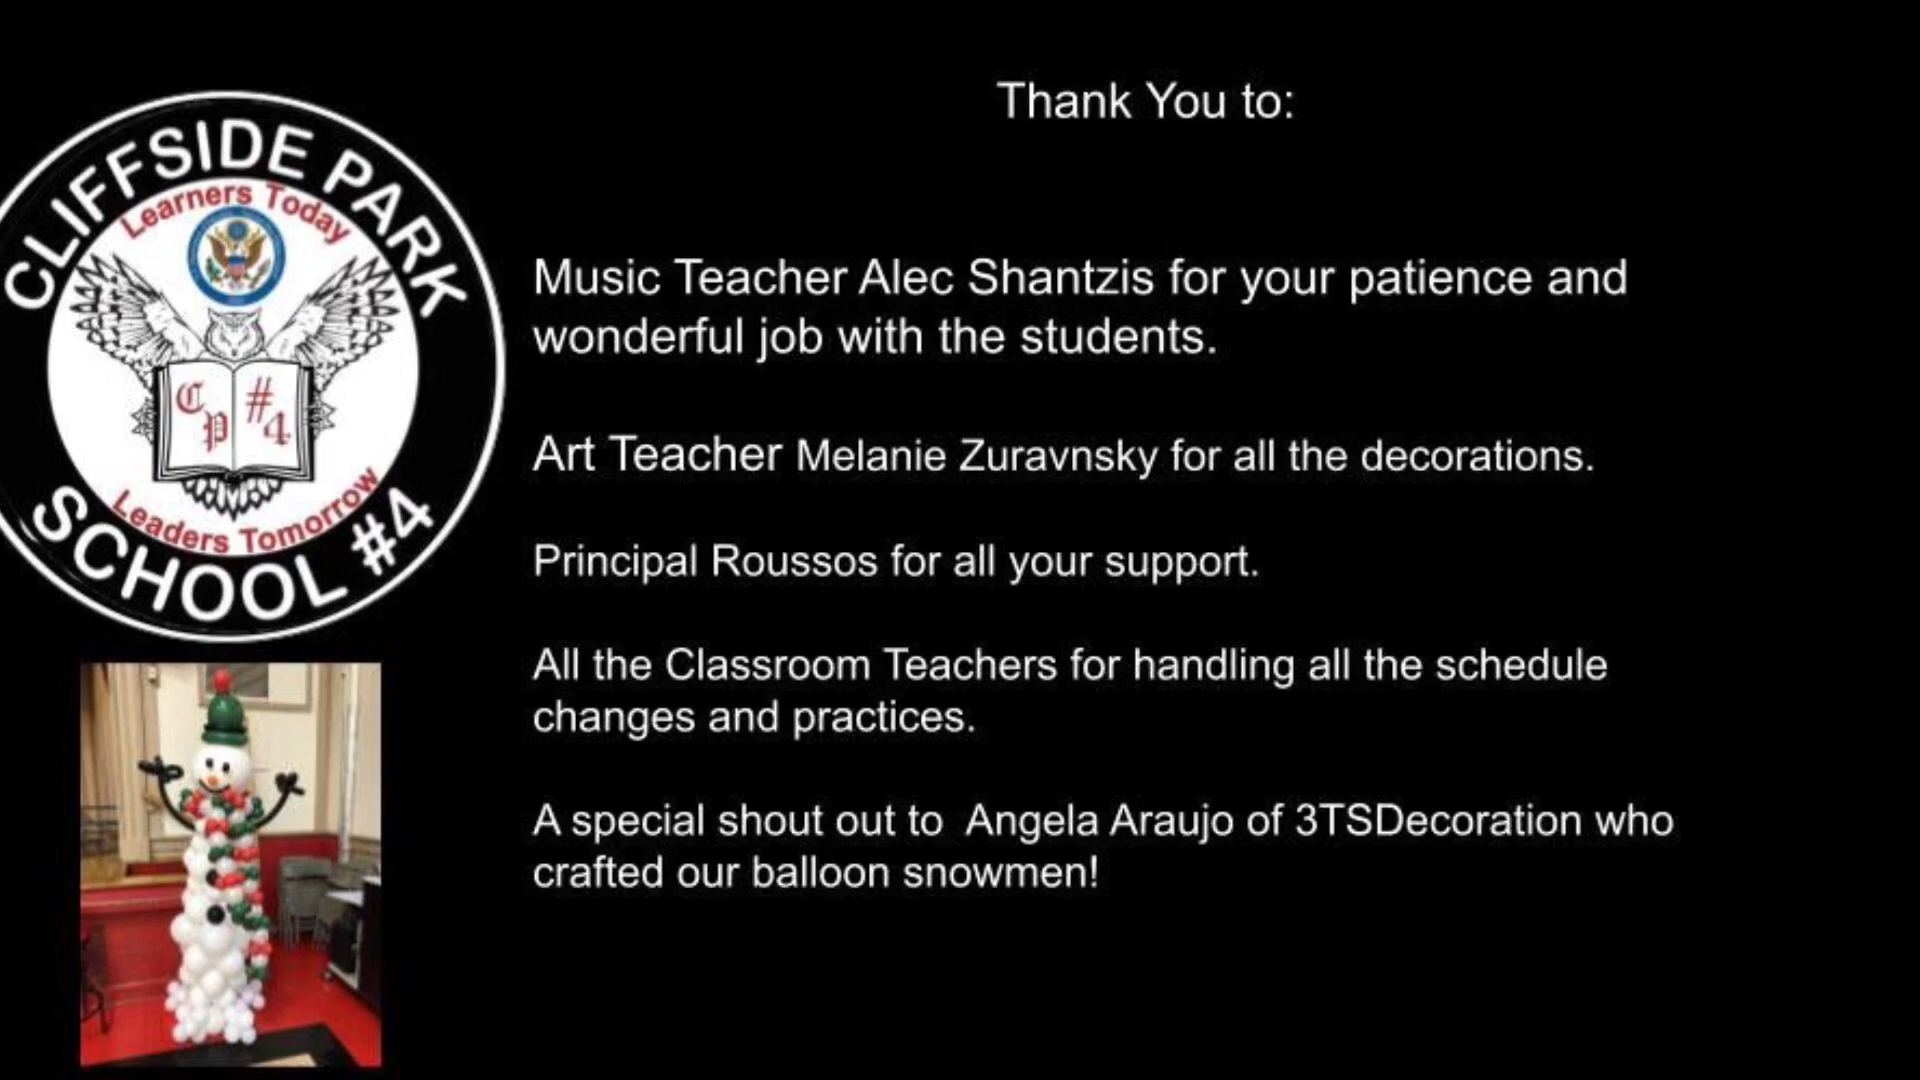 CLIFFSIDE PARK
Learners Today
C P #4
Leaders Tomorrow
SCHOOL #4
Thank You to:
Music Teacher Alec Shantzis for your patience and
wonderful job with the students.
Art Teacher Melanie Zuravnsky for all the decorations.
Principal Roussos for all your support.
All the Classroom Teachers for handling all the schedule
changes and practices.
A special shout out to  Angela Araujo of 3TSDecoration who
crafted our balloon snowmen!